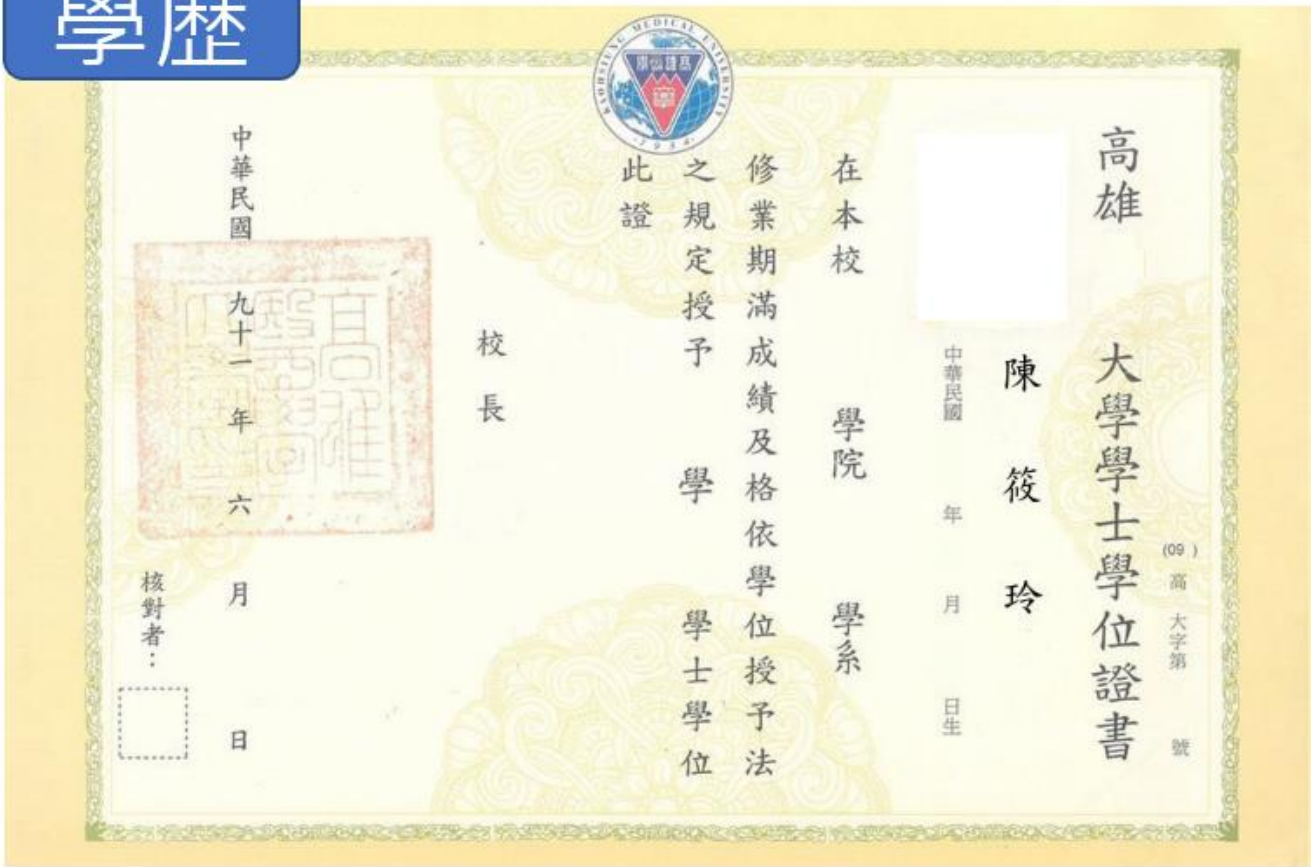 學歷
KAOHSIUNG MEDICAL UNIVERSITY
1954
(09 ) 高 大字第 號
高雄 大學學士學位證書
陳筱玲
中華民國 年 月 日生
在本校 學院 學系
修業期滿成績及格依學位授予法
之規定授予 學 學士學位
此證
校長
中華民國 九十一 年 六 月 日
核對者：